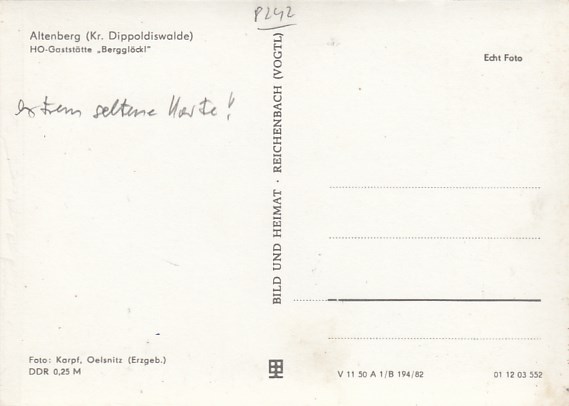 P242
Altenberg (Kr. Dippoldiswalde)
HO-Gaststätte „Bergglöckl"
Echt Foto
extrem seltene Karte!
BILD UND HEIMAT · REICHENBACH (VOGTL)
Foto: Karpf, Oelsnitz (Erzgeb.)
DDR 0,25 M
V 11 50 A 1/B 194/82
01 12 03 552